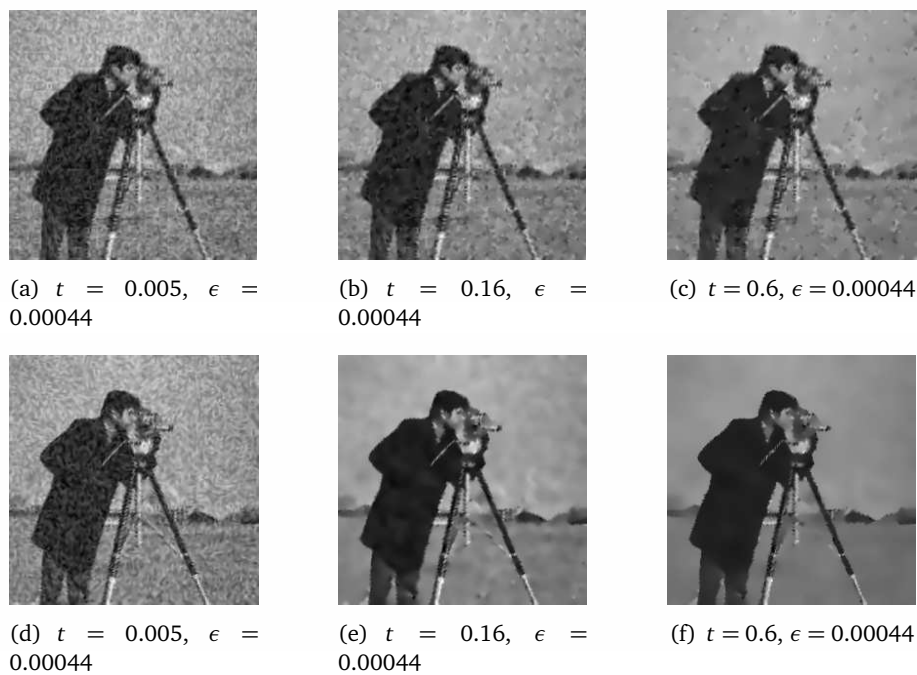 (a) t = 0.005, ϵ =
0.00044
(b) t = 0.16, ϵ =
0.00044
(c) t = 0.6, ϵ = 0.00044
(d) t = 0.005, ϵ =
0.00044
(e) t = 0.16, ϵ =
0.00044
(f) t = 0.6, ϵ = 0.00044